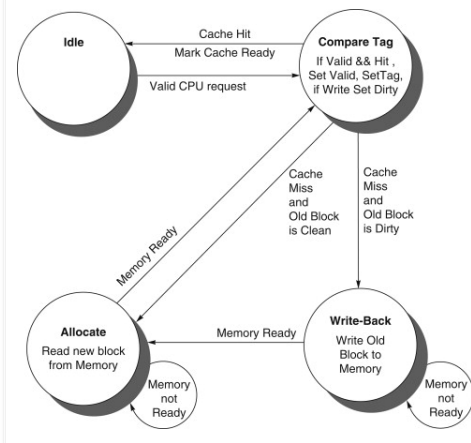 Idle
Cache Hit
Mark Cache Ready
Valid CPU request
Compare Tag
If Valid && Hit ,
Set Valid, SetTag,
if Write Set Dirty
Cache
Miss
and
Old Block
is Clean
Cache
Miss
and
Old Block
is Dirty
Memory Ready
Allocate
Read new block
from Memory
Memory
not
Ready
Memory Ready
Write-Back
Write Old
Block to
Memory
Memory
not
Ready